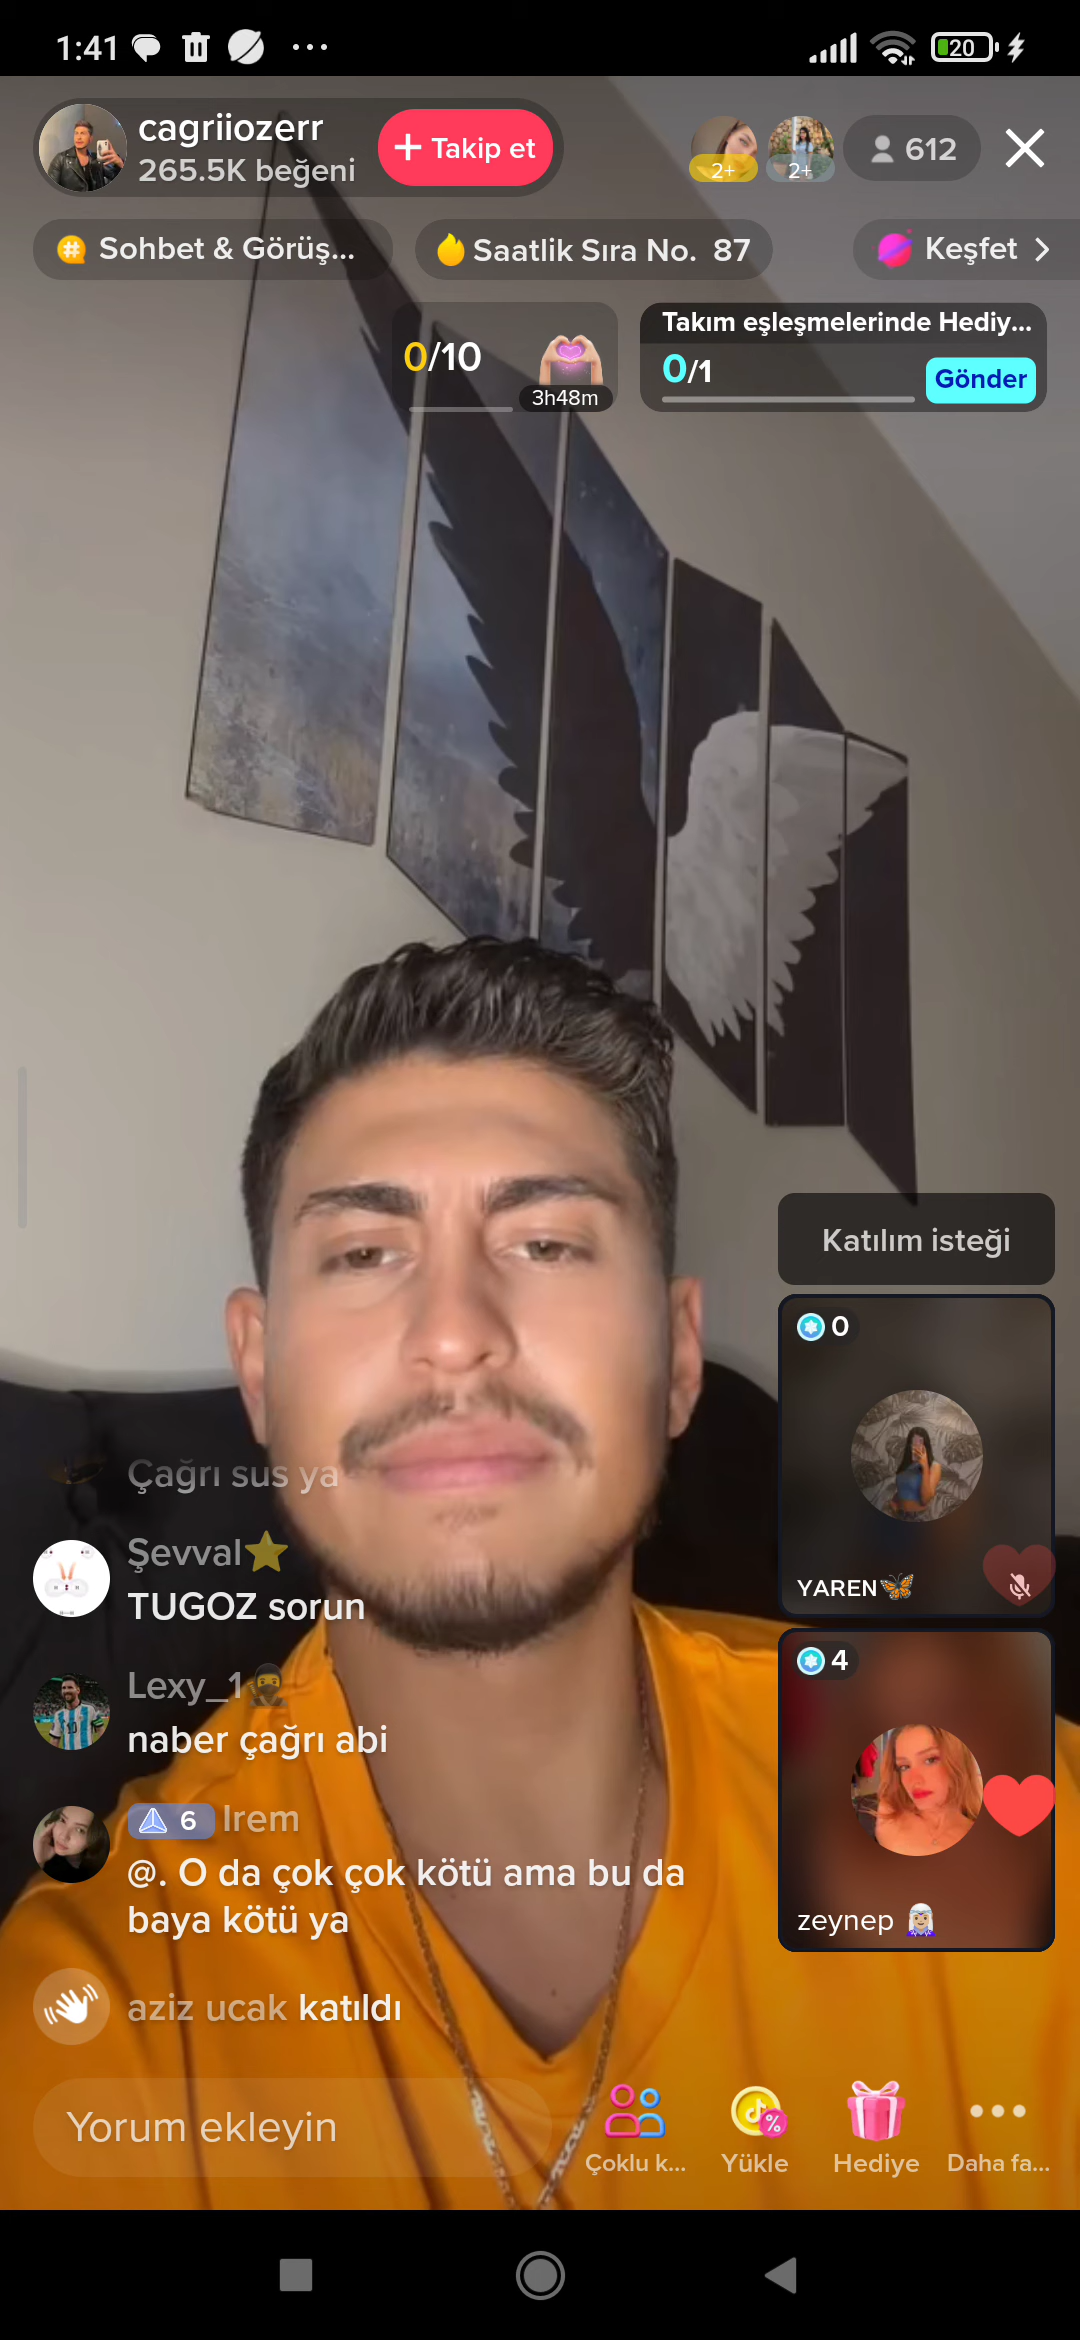 1:41
20
cagriiozerr
265.5K beğeni
+ Takip et
2+
2+
612
Sohbet & Görüş...
Saatlik Sıra No. 87
Keşfet >
0/10
3h48m
Takım eşleşmelerinde Hediy...
0/1
Gönder
10
Katılım isteği
0
YAREN🦋
4
zeynep 🧝🏻‍♀️
Çağrı sus ya
Şevval⭐
TUGOZ sorun
Lexy_1🥷
naber çağrı abi
6 Irem
@. O da çok çok kötü ama bu da
baya kötü ya
aziz ucak katıldı
Yorum ekleyin
Çoklu k...
Yükle
Hediye
Daha fa...